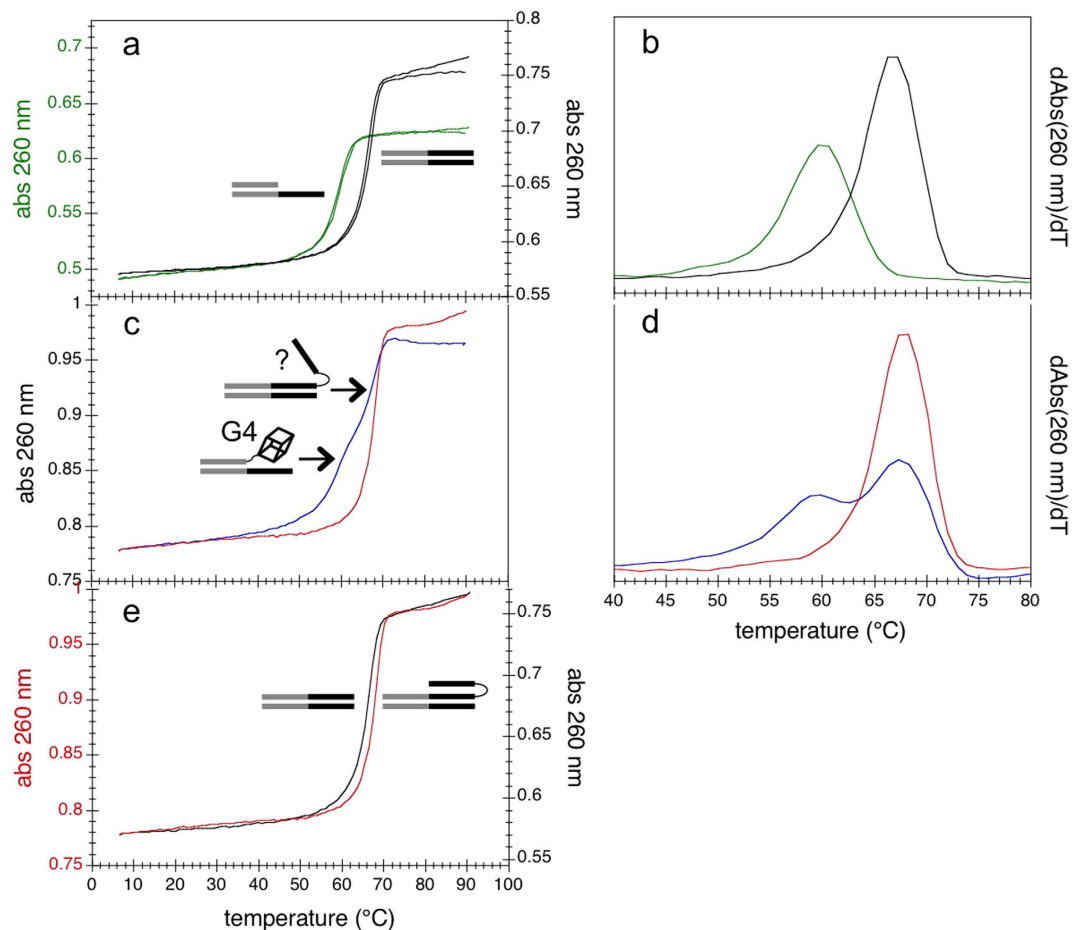 a
0.7
0.65
0.6
0.55
0.5
abs 260 nm
0.8
0.75
0.7
0.65
0.6
0.55
abs 260 nm
b
dAbs(260 nm)/dT
c
1
0.95
0.9
0.85
0.8
0.75
abs 260 nm
?
G4
d
dAbs(260 nm)/dT
40 45 50 55 60 65 70 75 80
temperature (°C)
e
1
0.95
0.9
0.85
0.8
0.75
abs 260 nm
0.75
0.7
0.65
0.6
0.55
abs 260 nm
0 10 20 30 40 50 60 70 80 90 100
temperature (°C)